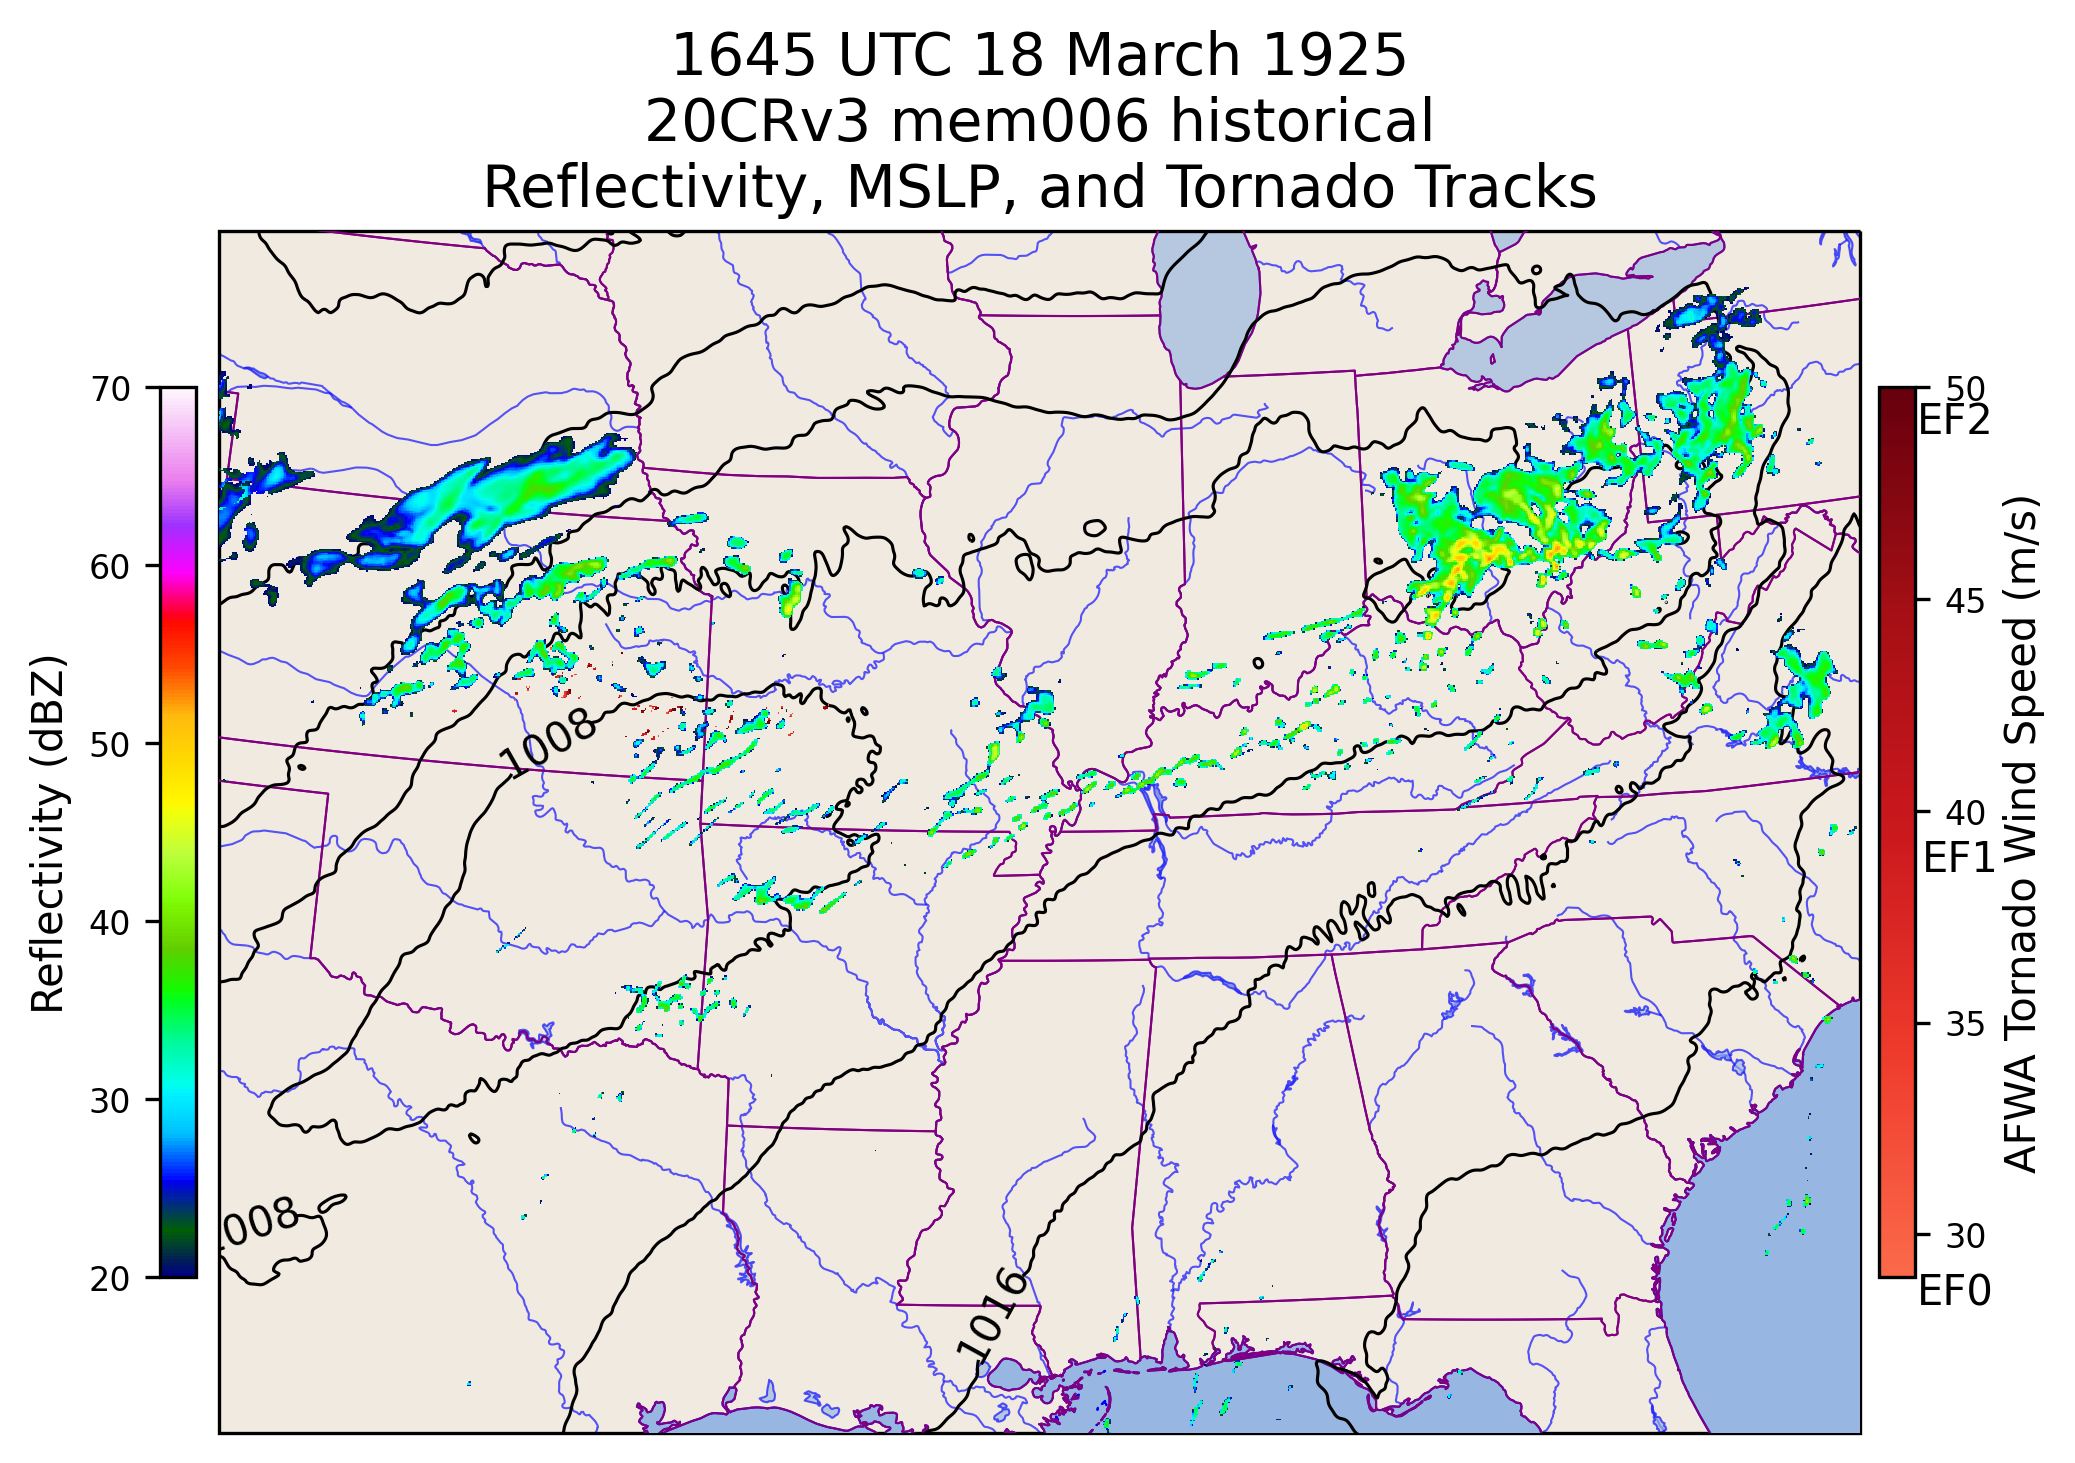 1645 UTC 18 March 1925
20CRv3 mem006 historical
Reflectivity, MSLP, and Tornado Tracks
70
60
50
40
30
20
Reflectivity (dBZ)
1008
008
1016
50
EF2
45
40
EF1
35
30
EF0
AFWA Tornado Wind Speed (m/s)